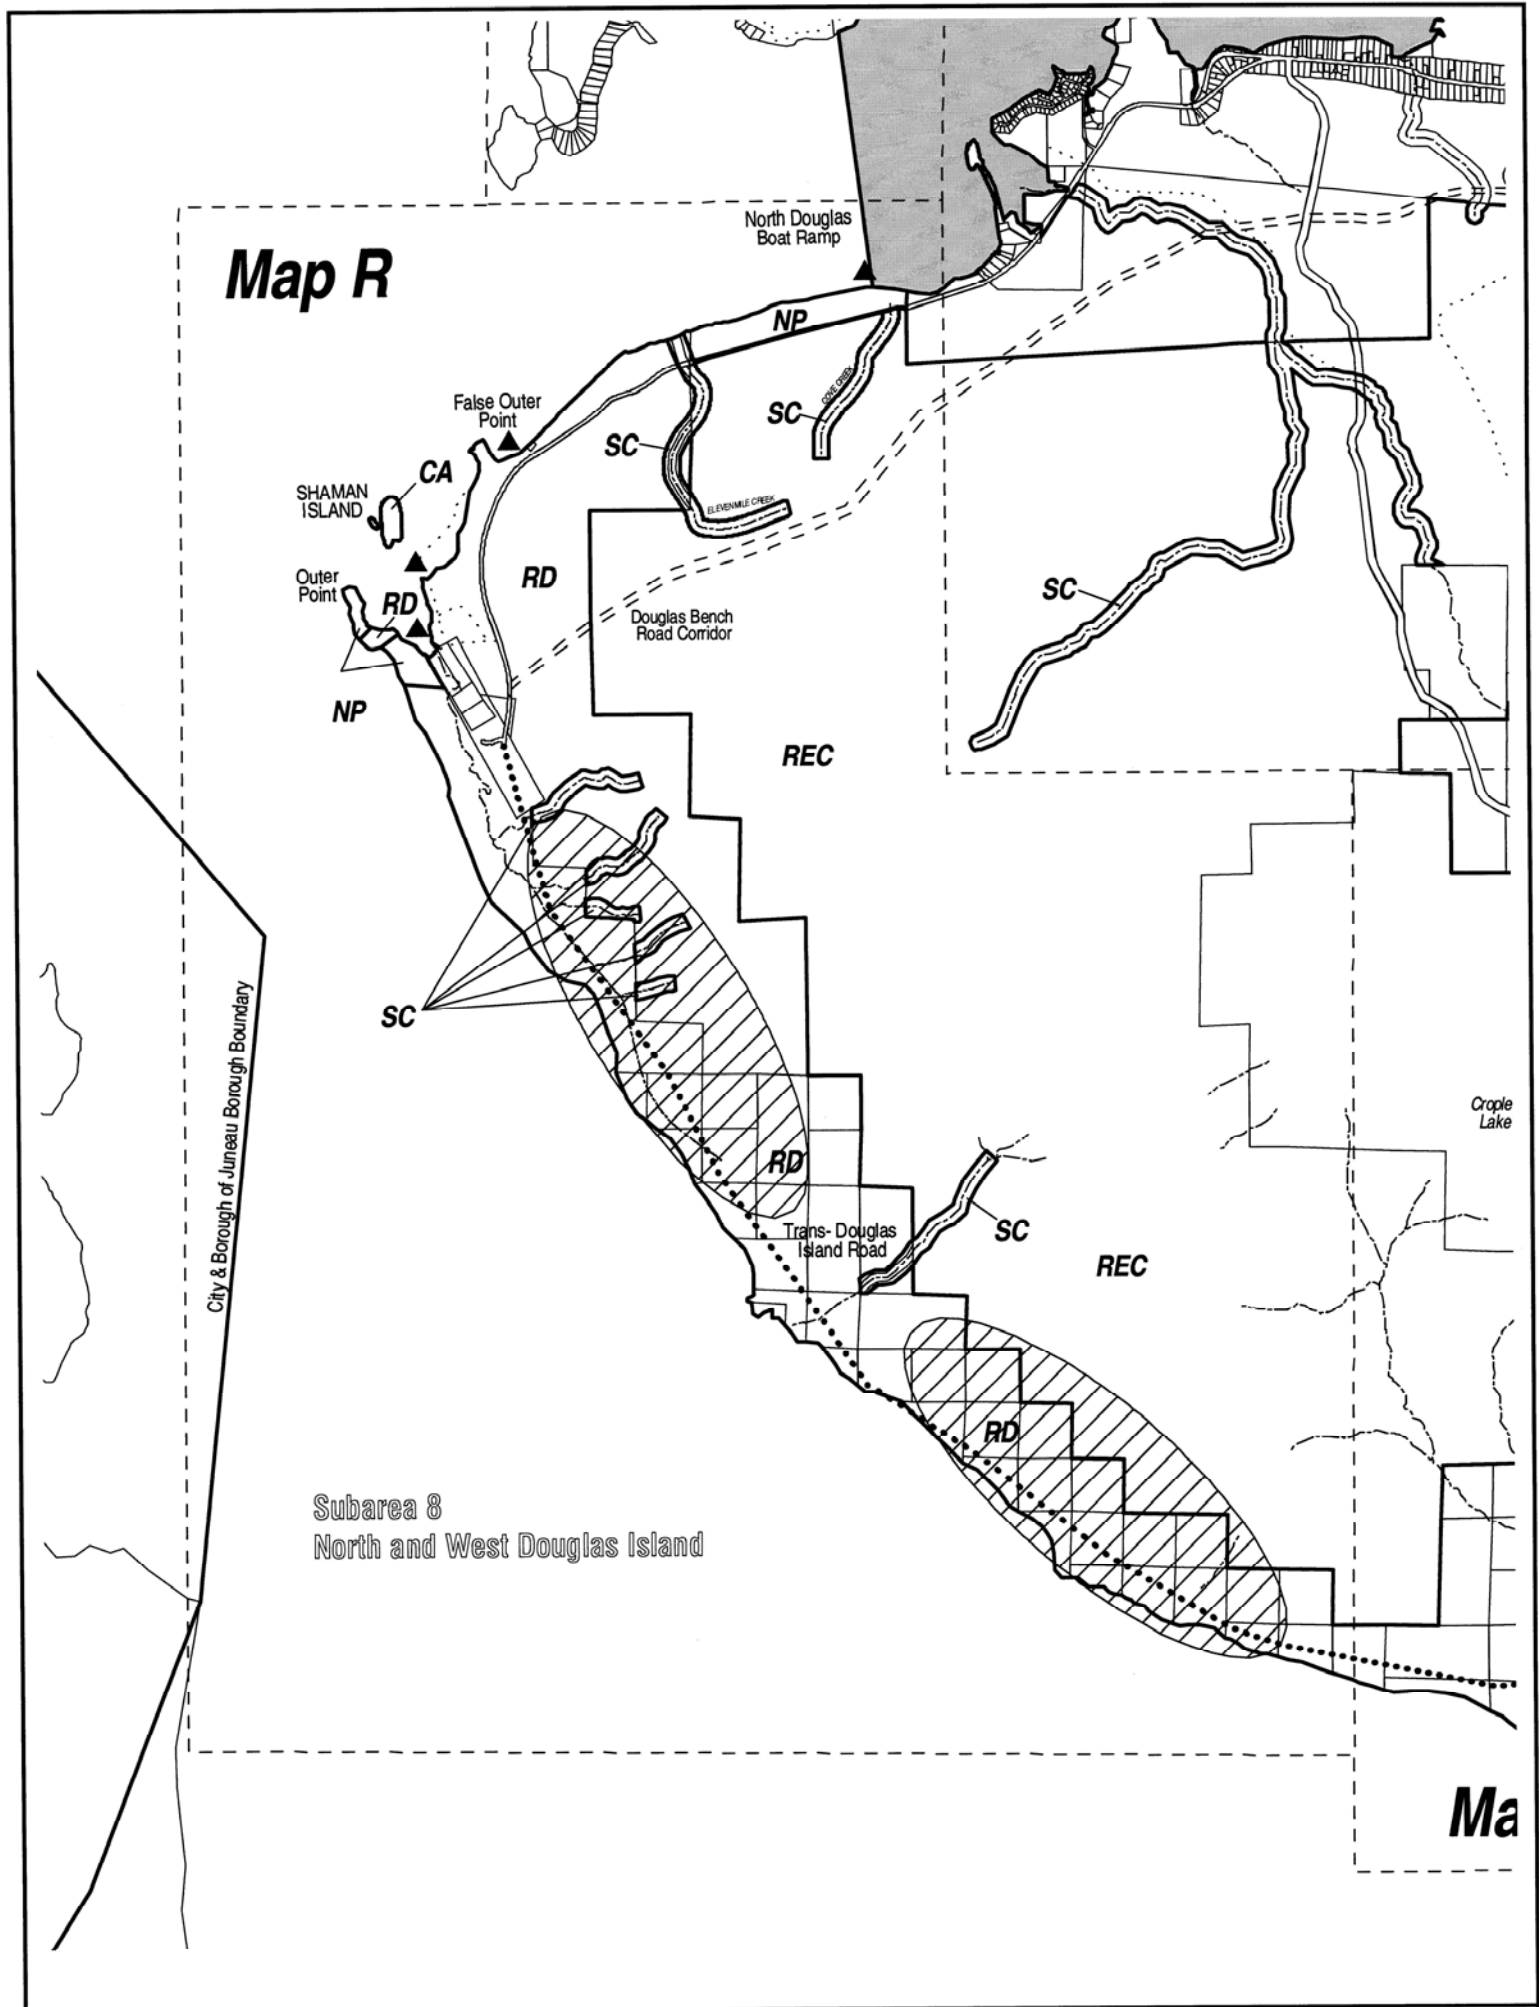 North Douglas
Boat Ramp
Map R
NP
COVE CREEK
False Outer
Point
SC
SC
CA
SHAMAN
ISLAND
ELEVENMILE CREEK
Outer
Point
RD
RD
SC
Douglas Bench
Road Corridor
NP
REC
SC
City & Borough of Juneau Borough Boundary
Crople
Lake
RD
Trans- Douglas
Island Road
SC
REC
RD
Subarea 8
North and West Douglas Island
Ma